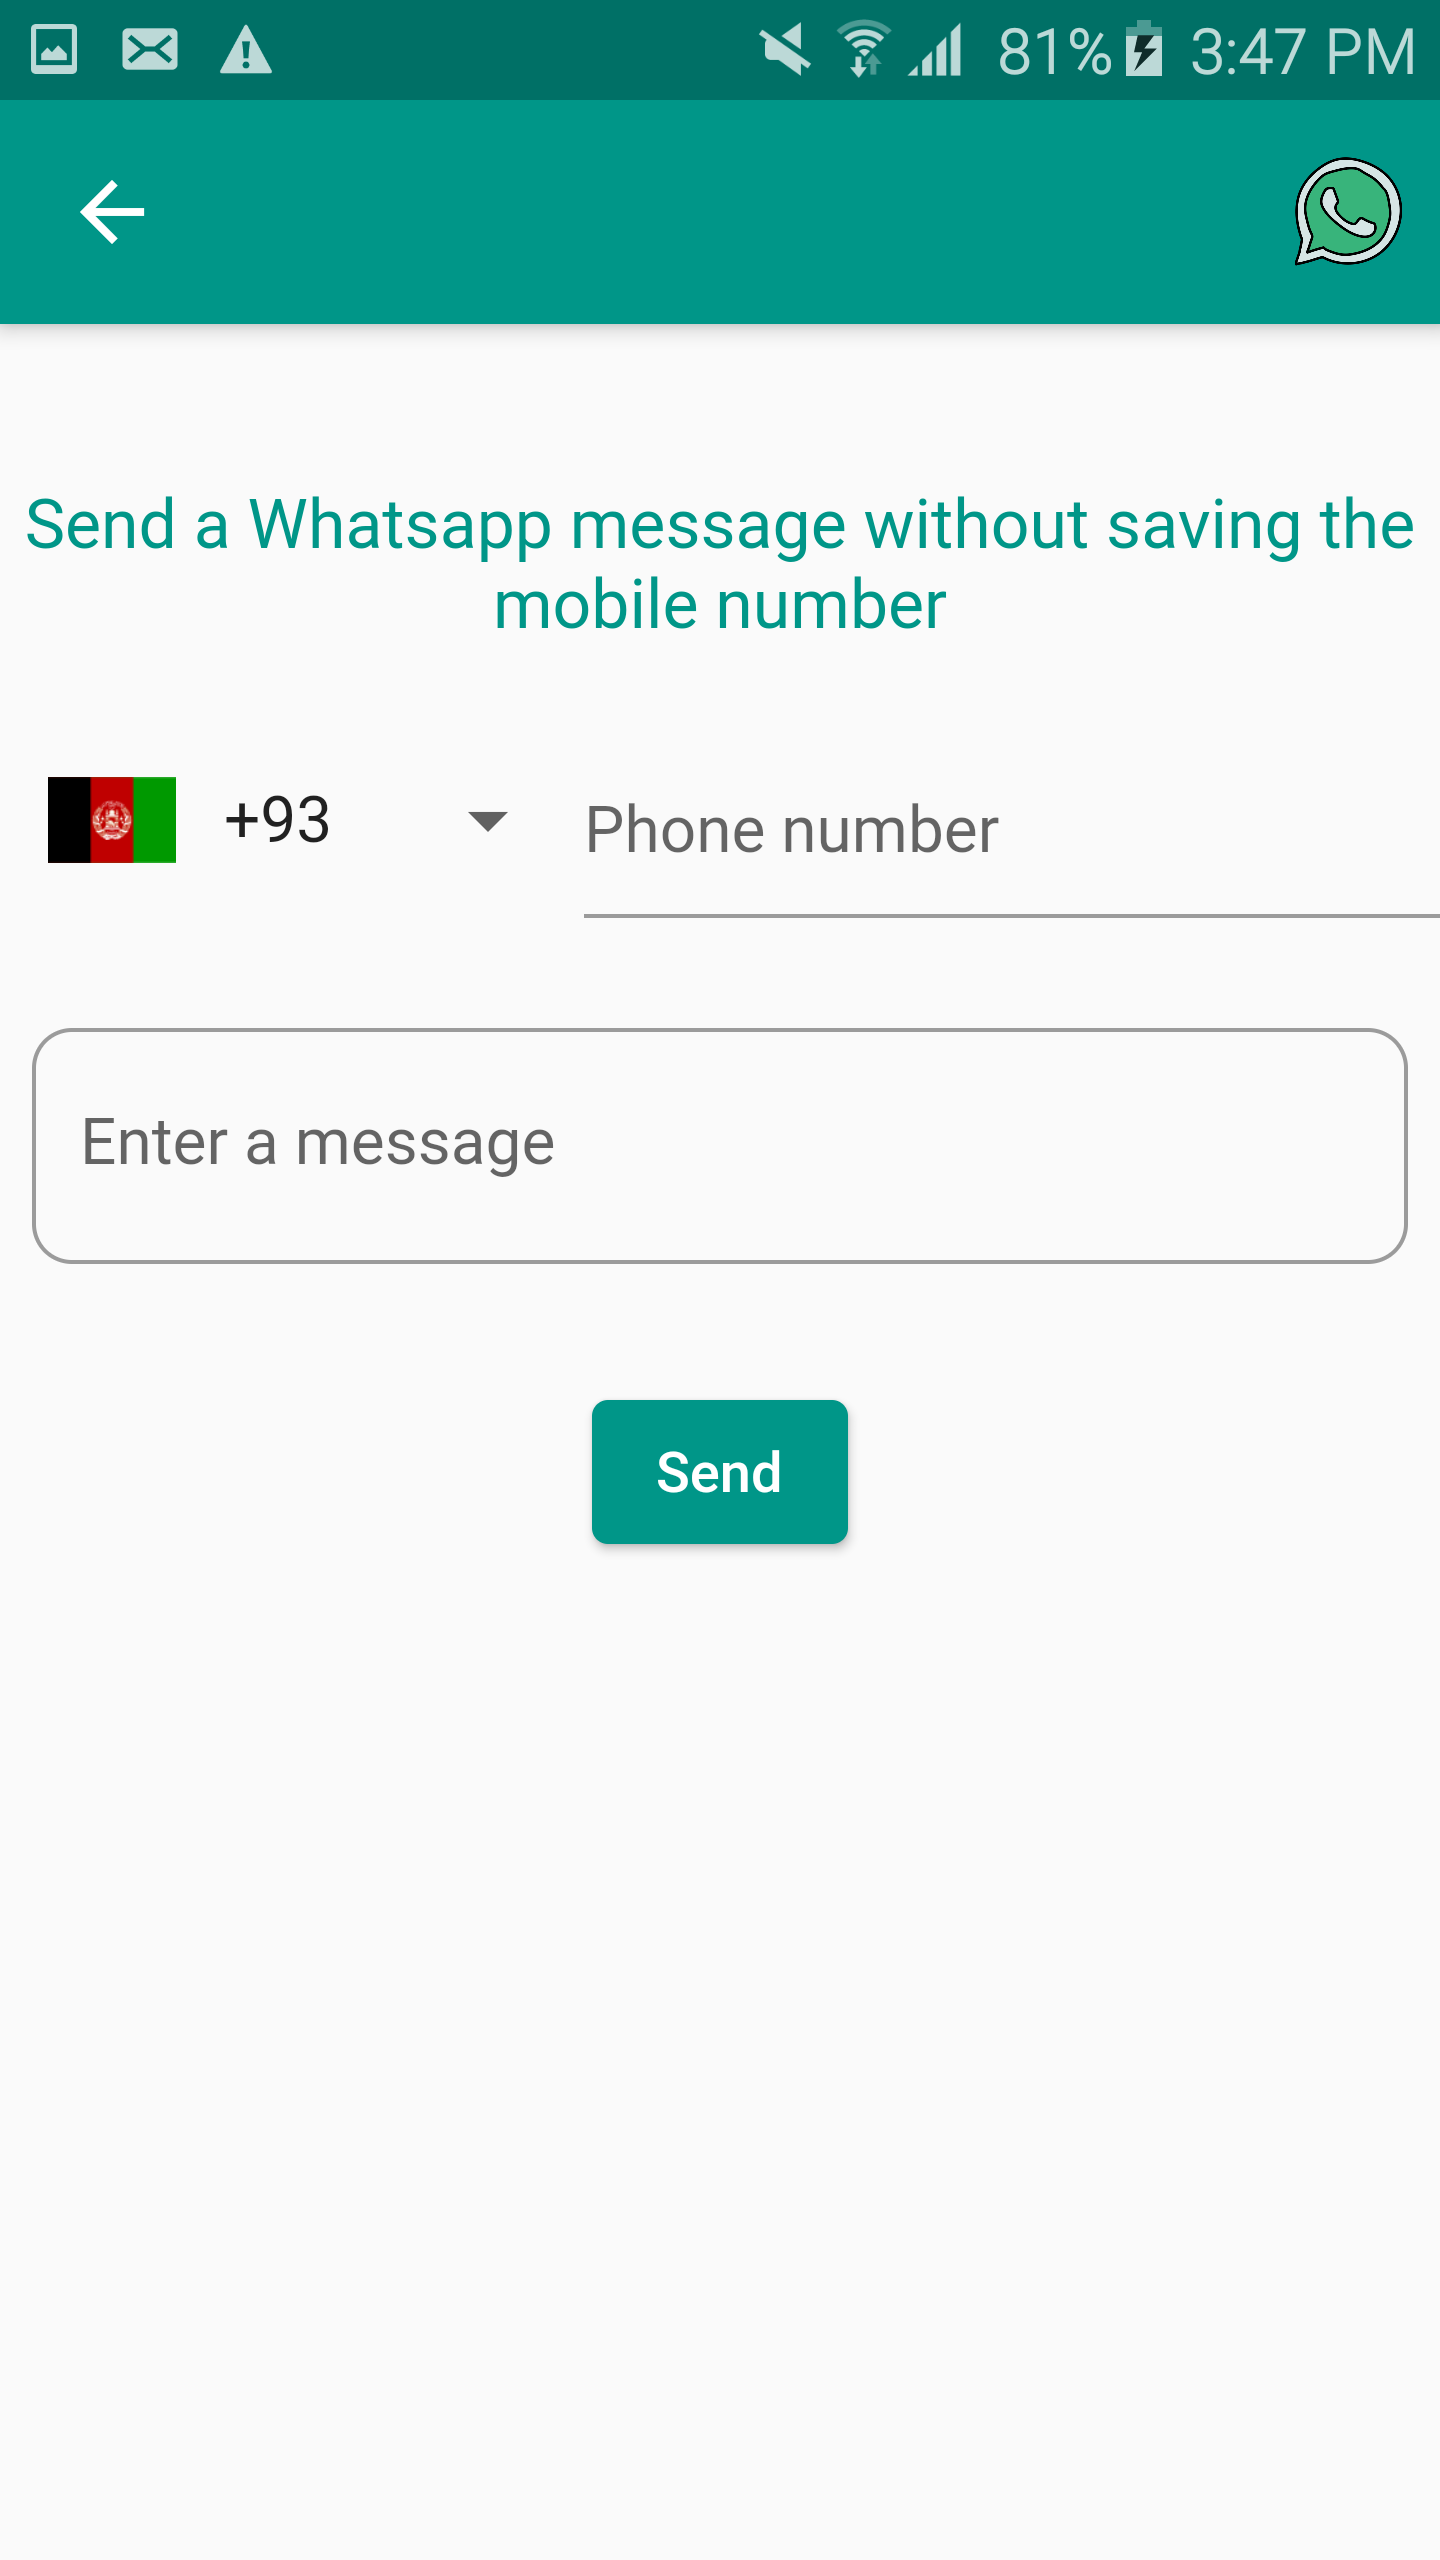 81% 3:47 PM
Send a Whatsapp message without saving the
mobile number
+93 Phone number
Enter a message
Send